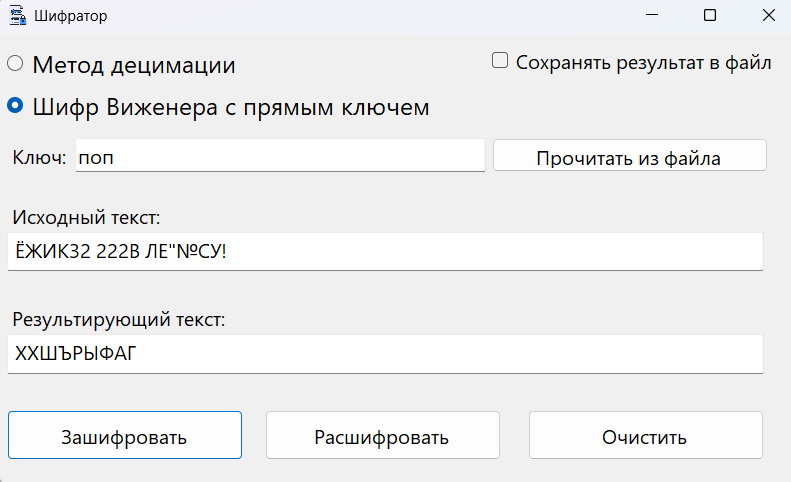 Шифратор
Метод децимации
Сохранять результат в файл
Шифр Виженера с прямым ключем
Ключ: поп
Прочитать из файла
Исходный текст:
ЁЖИК32 222В ЛЕ"№СУ!
Результирующий текст:
ХХШЪРЫФАГ
Зашифровать
Расшифровать
Очистить